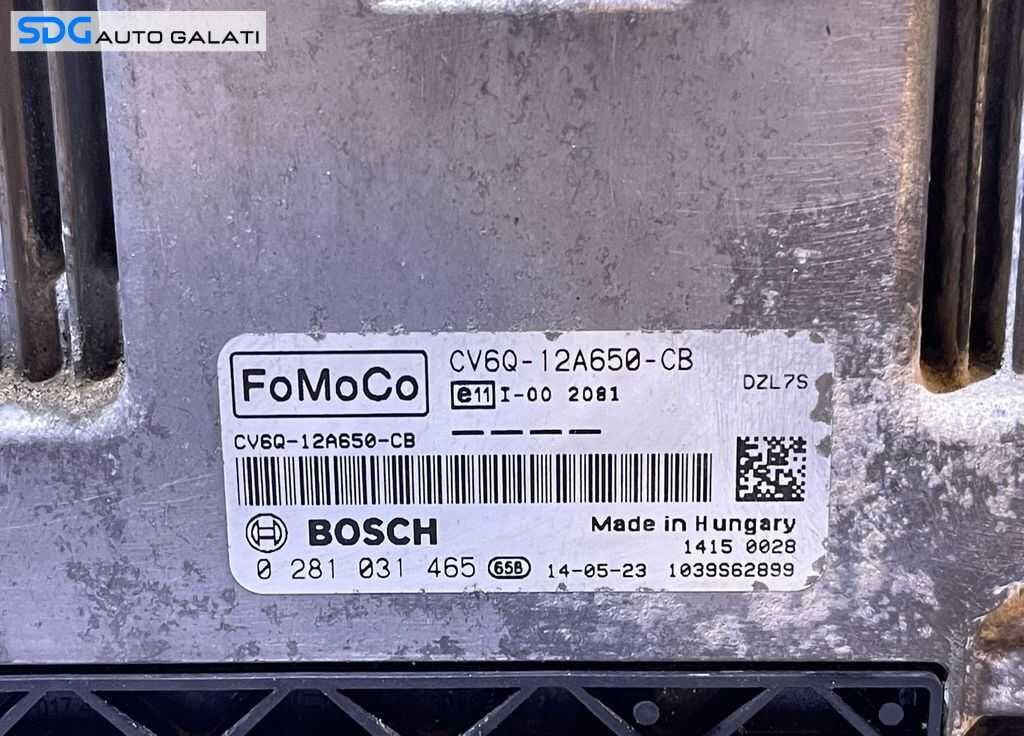 SDG AUTO GALATI
FoMoCo
CV6Q-12A650-CB
e11 I-00 2081
DZL7S
CV6Q-12A650-CB
BOSCH
Made in Hungary
1415 0028
0 281 031 465 658 14-05-23 1039S62899